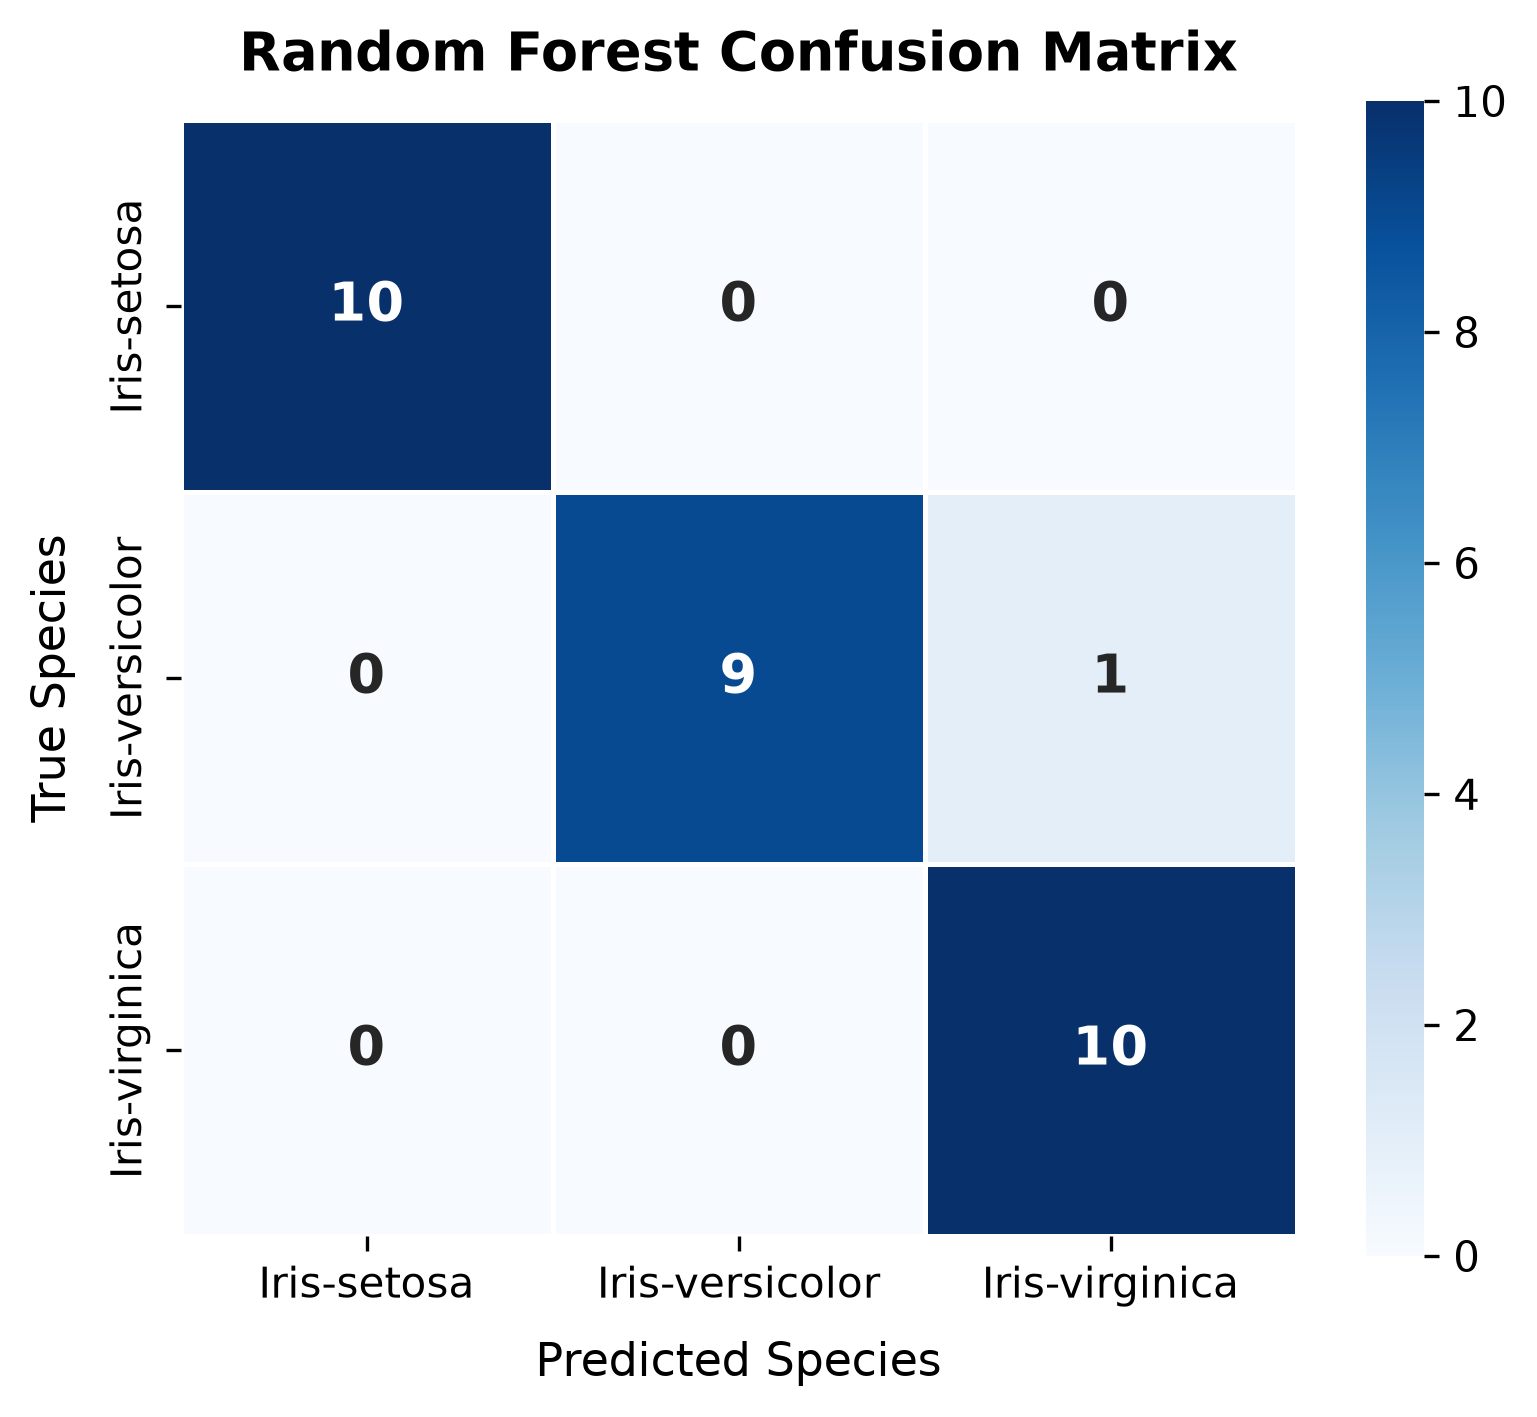 Random Forest Confusion Matrix
True Species
Iris-setosa
10 0 0
Iris-versicolor
0 9 1
Iris-virginica
0 0 10
Iris-setosa Iris-versicolor Iris-virginica
Predicted Species
10
8
6
4
2
0